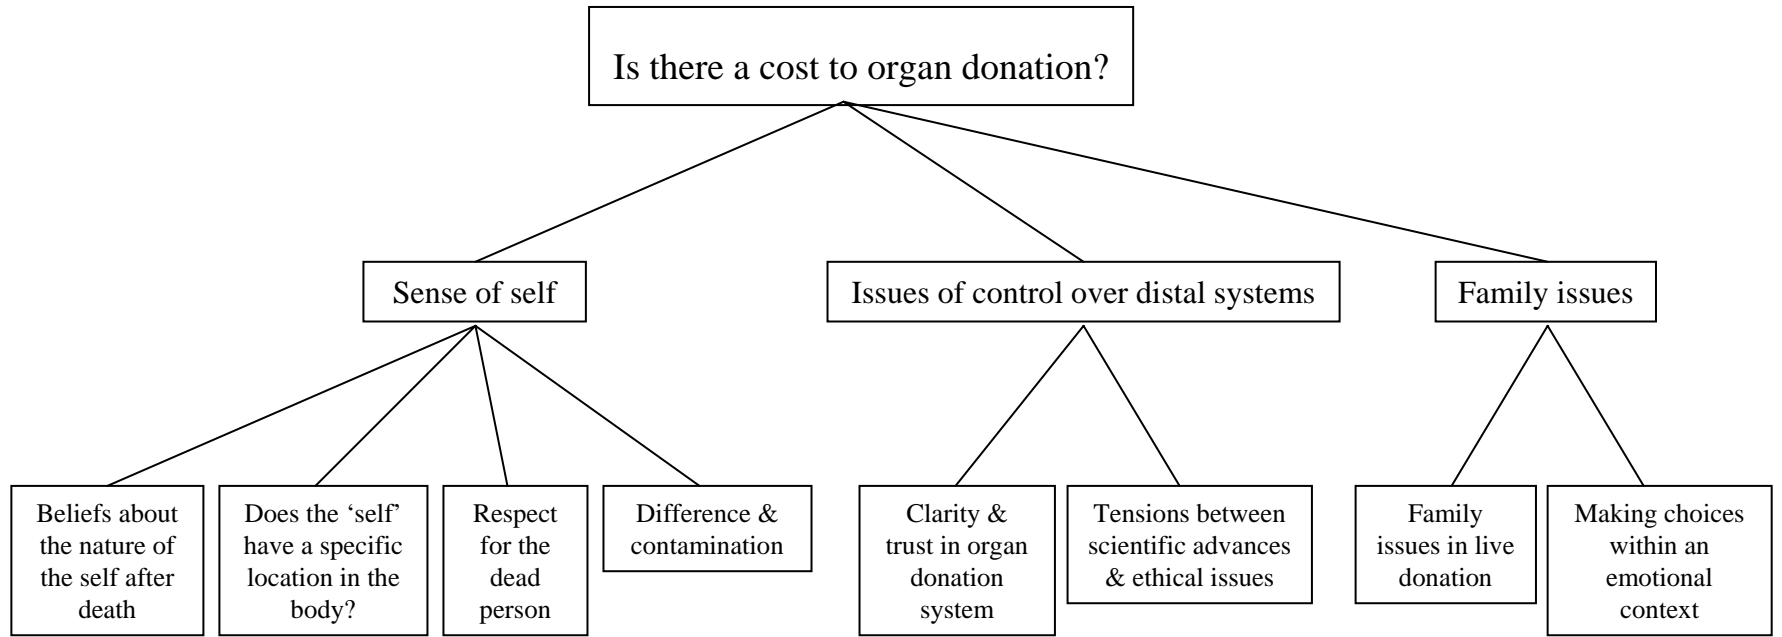 Is there a cost to organ donation?
Sense of self
Issues of control over distal systems
Family issues
Beliefs about
the nature of
the self after
death
Does the ‘self’
have a specific
location in the
body?
Respect
for the
dead
person
Difference &
contamination
Clarity &
trust in organ
donation
system
Tensions between
scientific advances
& ethical issues
Family
issues in live
donation
Making choices
within an
emotional
context